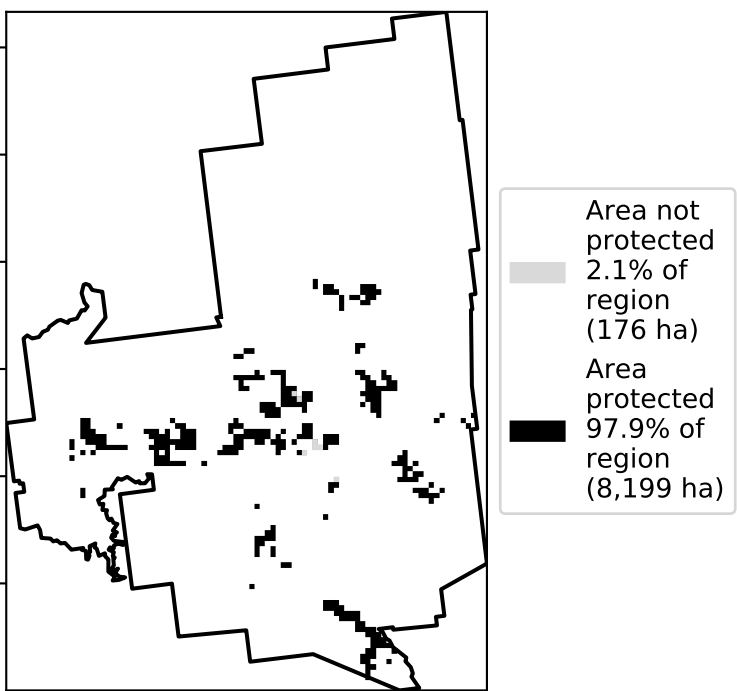 Area not
protected
2.1% of
region
(176 ha)
Area
protected
97.9% of
region
(8,199 ha)